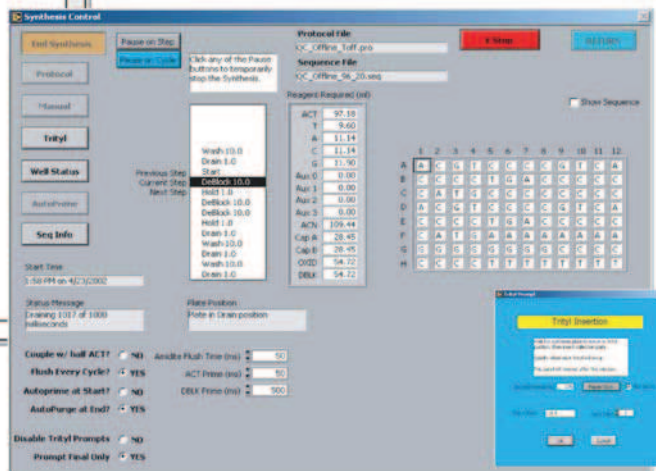 Synthesis Control
End Synthesis
Protocol
Manual
Trityl
Well Status
AutoPrime
Seq Info
Pause on Step
Pause on Cycle
Click any of the Pause
buttons to temporarily
stop the Synthesis.
Protocol File
QC_Offline_Toff.pro
Sequence File
QC_Offline_96_20.seq
E Stop
RETURN
Show Sequence
Previous Step
Current Step
Next Step
Wash 10.0
Drain 1.0
Start
DeBlock 10.0
Hold 1.0
DeBlock 10.0
DeBlock 10.0
Hold 1.0
Drain 1.0
Drain 1.0
Wash 10.0
Drain 1.0
Wash 10.0
Drain 1.0
Reagent Required (ml)
ACT 97.18
T 9.60
A 11.14
C 11.14
G 11.50
Aux 0 0.00
Aux 1 0.00
Aux 2 0.00
Aux 3 0.00
ACN 109.44
Cap A 28.45
Cap B 28.45
OXID 54.72
DBLK 54.72
1 2 3 4 5 6 7 8 9 10 11 12
A A C G T C C C C G T C A
B C C C C T G A C C C C C
C C A T G C C C C C C C C
D A C G T C C C C G T C A
E C C C C T G A C C C C C
F C A T A A A A A A A A A
G G G G G G G G C C C C C
H C C C T T T T T T T T T
Start Time
1:58 PM on 4/23/2002
Status Message
Draining 1017 of 1000
milliseconds
Plate Position
Plate in Drain position
Couple w/ half ACT? NO
Flush Every Cycle? YES
Autoprime at Start? NO
AutoPurge at End? YES
Disable Trityl Prompts NO
Prompt Final Only YES
Amidite Flush Time (ms) 50
ACT Prime (ms) 50
DBLK Prime (ms) 500
Trityl Prompt
Trityl Insertion